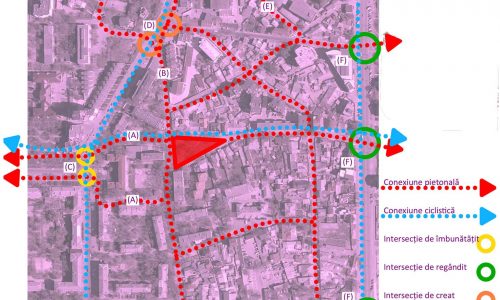 (E)
(D)
(F)
(B)
(A)
(C)
(F)
(A)
(F)
Conexiune pietonală
Conexiune ciclistică
Intersecție de îmbunătățit
Intersecție de regândit
Intersecție de creat